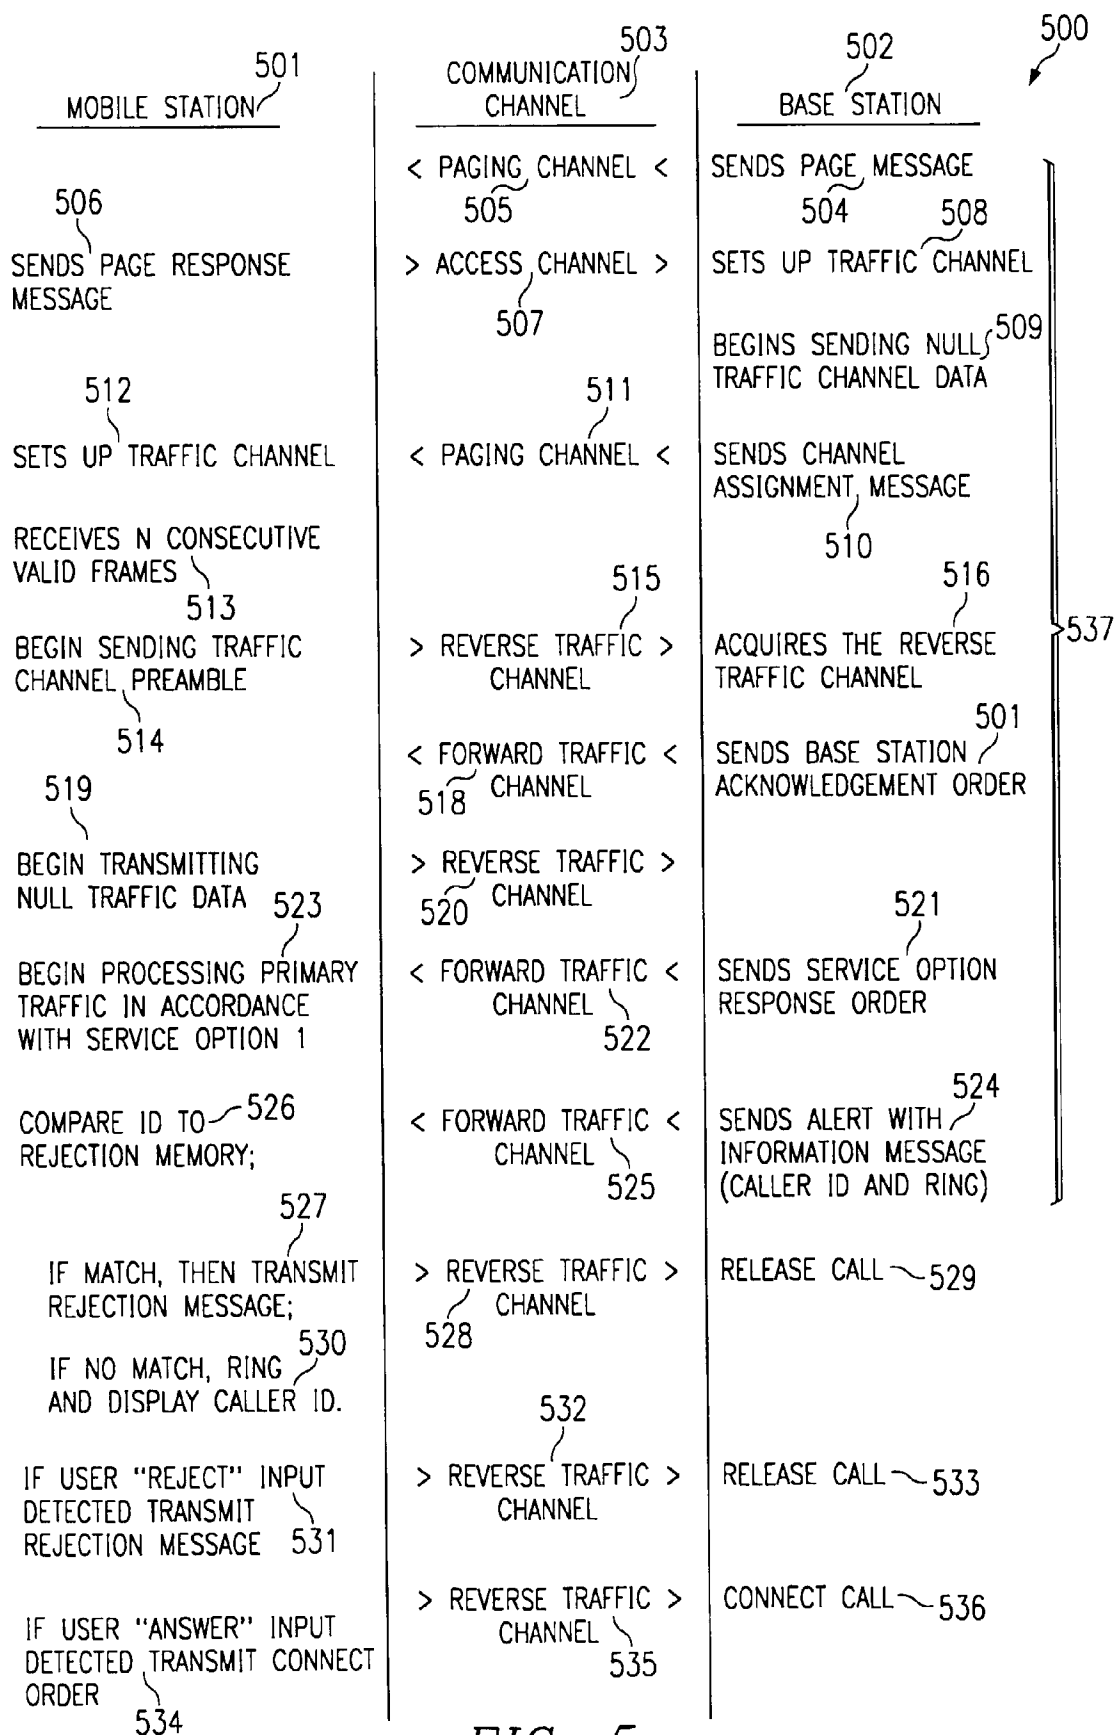 500
503
502
501
COMMUNICATION
CHANNEL
MOBILE STATION
BASE STATION
< PAGING CHANNEL <
SENDS PAGE MESSAGE
505
504
506
508
SENDS PAGE RESPONSE
MESSAGE
> ACCESS CHANNEL >
SETS UP TRAFFIC CHANNEL
507
BEGINS SENDING NULL
TRAFFIC CHANNEL DATA
509
512
511
SETS UP TRAFFIC CHANNEL
< PAGING CHANNEL <
SENDS CHANNEL
ASSIGNMENT MESSAGE
510
RECEIVES N CONSECUTIVE
VALID FRAMES
513
515
516
BEGIN SENDING TRAFFIC
CHANNEL PREAMBLE
514
> REVERSE TRAFFIC >
CHANNEL
ACQUIRES THE REVERSE
TRAFFIC CHANNEL
537
< FORWARD TRAFFIC <
CHANNEL
518
SENDS BASE STATION
ACKNOWLEDGEMENT ORDER
501
519
BEGIN TRANSMITTING
NULL TRAFFIC DATA
> REVERSE TRAFFIC >
CHANNEL
520
523
521
BEGIN PROCESSING PRIMARY
TRAFFIC IN ACCORDANCE
WITH SERVICE OPTION 1
< FORWARD TRAFFIC <
CHANNEL
522
SENDS SERVICE OPTION
RESPONSE ORDER
COMPARE ID TO
REJECTION MEMORY;
526
< FORWARD TRAFFIC <
CHANNEL
525
SENDS ALERT WITH
INFORMATION MESSAGE
(CALLER ID AND RING)
524
527
IF MATCH, THEN TRANSMIT
REJECTION MESSAGE;
> REVERSE TRAFFIC >
CHANNEL
528
RELEASE CALL
529
530
IF NO MATCH, RING
AND DISPLAY CALLER ID.
532
IF USER "REJECT" INPUT
DETECTED TRANSMIT
REJECTION MESSAGE
531
> REVERSE TRAFFIC >
CHANNEL
RELEASE CALL
533
IF USER "ANSWER" INPUT
DETECTED TRANSMIT CONNECT
ORDER
534
> REVERSE TRAFFIC >
CHANNEL
535
CONNECT CALL
536
FIG. 5